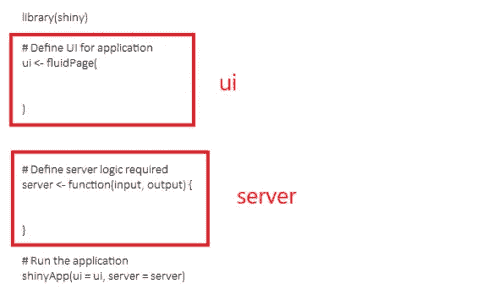 library(shiny)
# Define UI for application
ui <- fluidPage(
ui
)
# Define server logic required
server <- function(input, output) {
server
}
# Run the application
shinyApp(ui = ui, server = server)